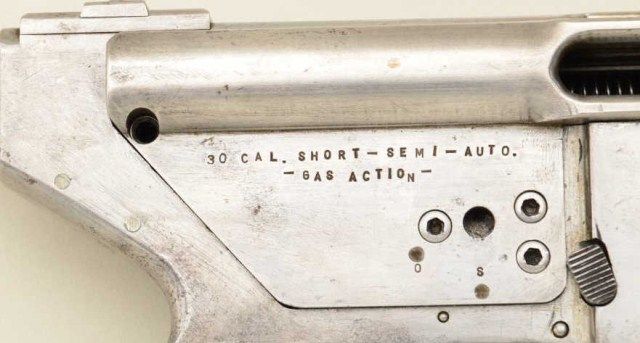 30 CAL. SHORT — SEMI — AUTO.
— GAS ACTION —
O S